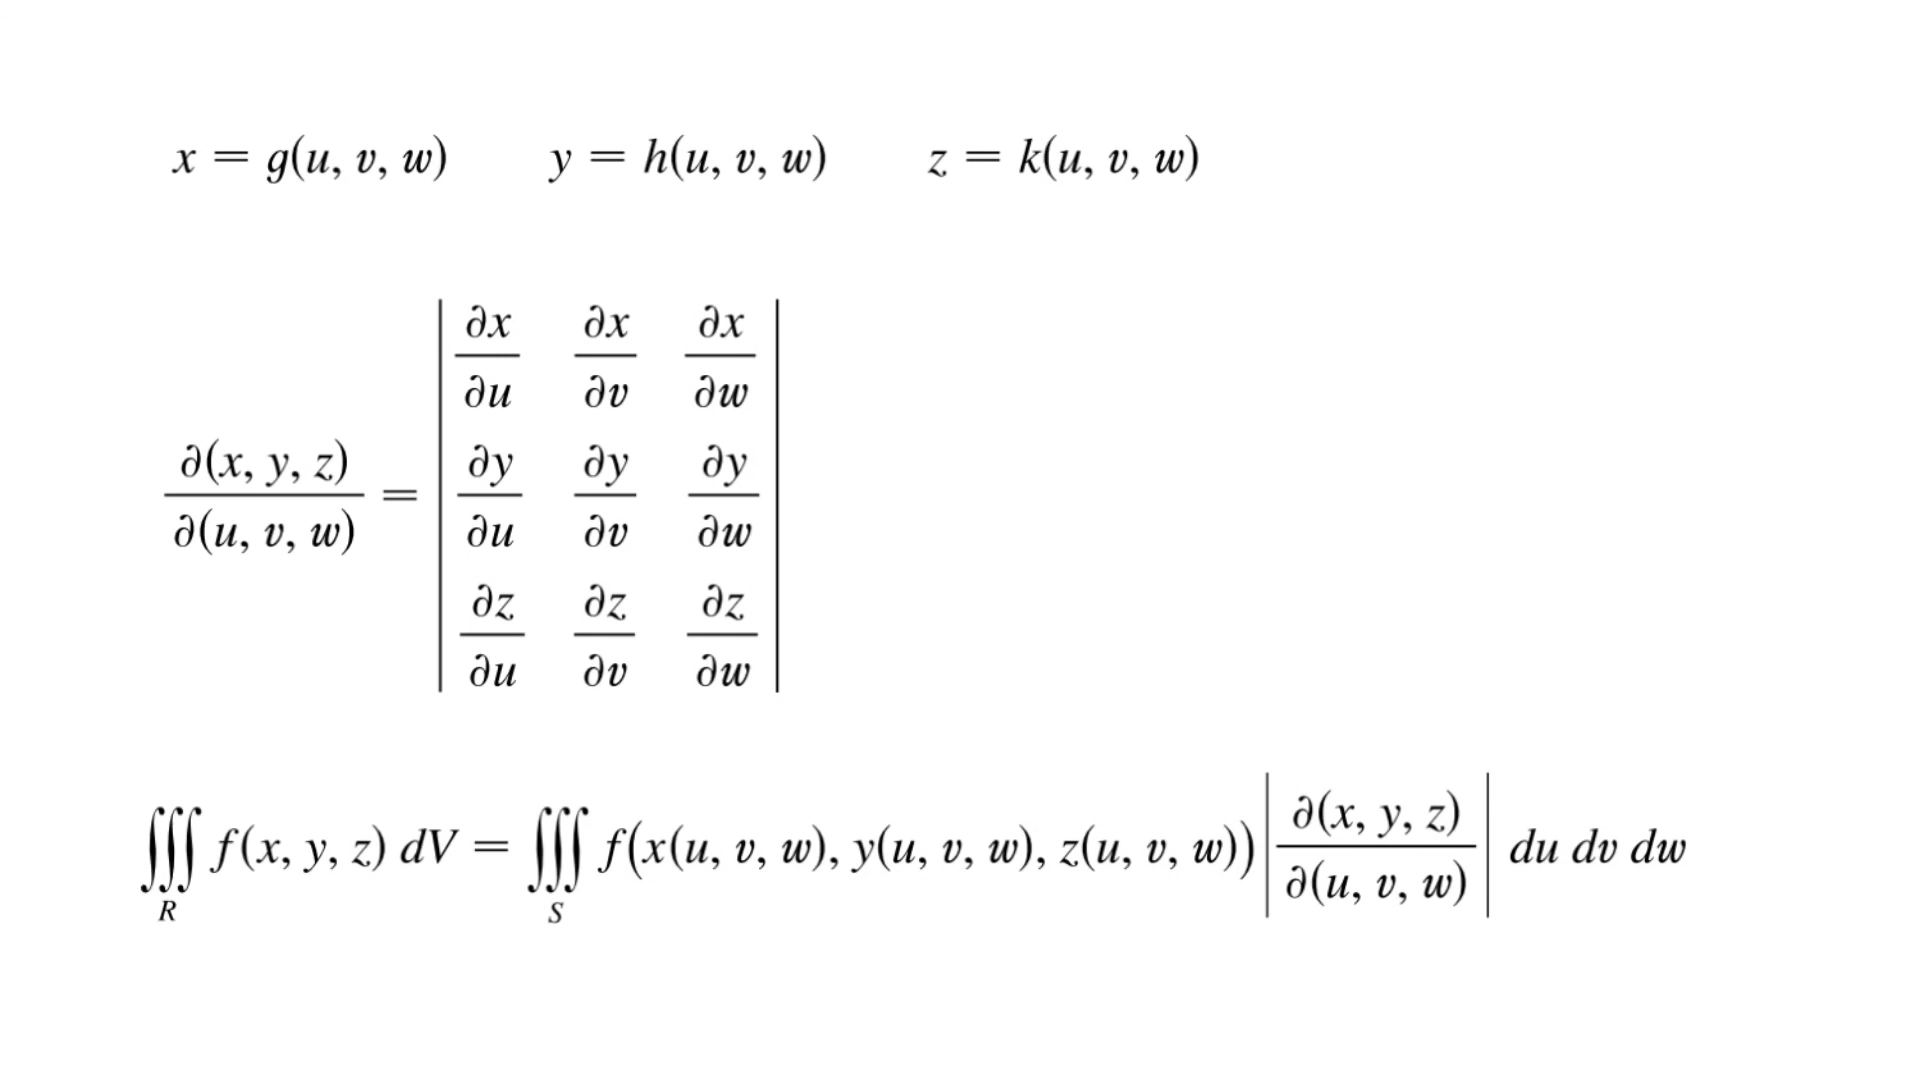 x = g(u, v, w) y = h(u, v, w) z = k(u, v, w)
∂(x, y, z)/∂(u, v, w) = | ∂x/∂u ∂x/∂v ∂x/∂w |
| ∂y/∂u ∂y/∂v ∂y/∂w |
| ∂z/∂u ∂z/∂v ∂z/∂w |
∭_R f(x, y, z) dV = ∭_S f(x(u, v, w), y(u, v, w), z(u, v, w)) | ∂(x, y, z)/∂(u, v, w) | du dv dw